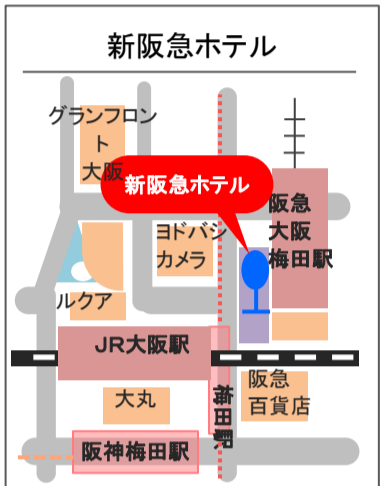 新阪急ホテル
グランフロン
ト
大阪
新阪急ホテル
阪急
大阪
梅田駅
ヨドバシ
カメラ
ルクア
JR大阪駅
梅田駅
阪急
百貨店
大丸
阪神梅田駅